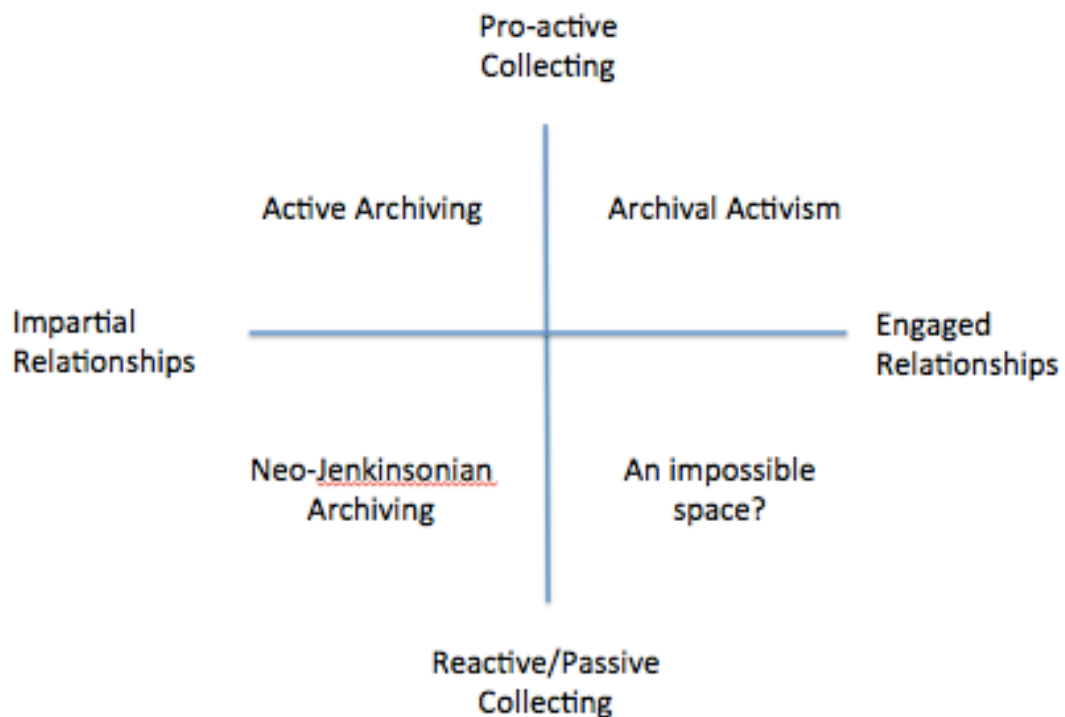 Pro-active
Collecting
Active Archiving
Archival Activism
Impartial
Relationships
Engaged
Relationships
Neo-Jenkinsonian
Archiving
An impossible
space?
Reactive/Passive
Collecting